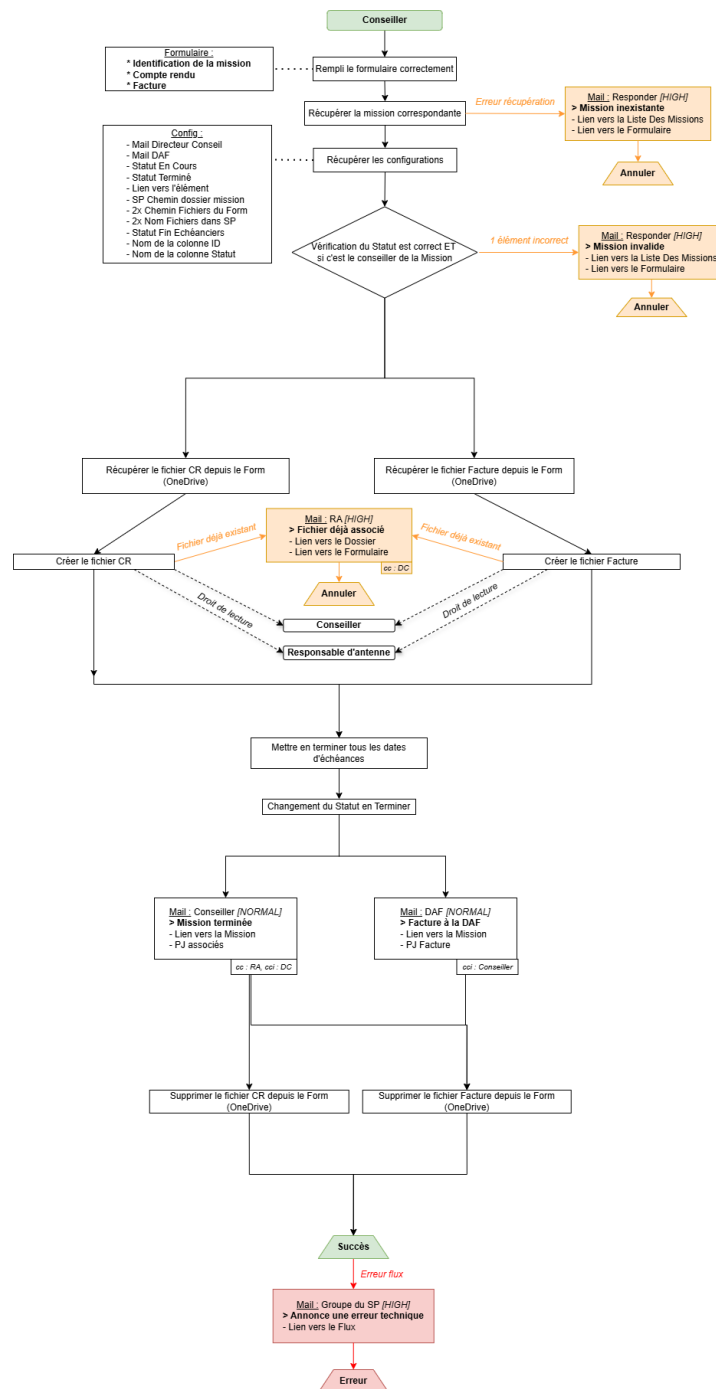 Conseiller
Formulaire :
* Identification de la mission
* Compte rendu
* Facture
Rempli le formulaire correctement
Récupérer la mission correspondante
Erreur récupération
Mail : Responder [HIGH]
> Mission inexistante
- Lien vers la Liste Des Missions
- Lien vers le Formulaire
Annuler
Config :
- Mail Directeur Conseil
- Mail DAF
- Statut En Cours
- Statut Terminé
- Lien vers l'élément
- SP Chemin dossier mission
- 2x Chemin Fichiers du Form
- 2x Nom Fichiers dans SP
- Statut Fin Echéanciers
- Nom de la colonne ID
- Nom de la colonne Statut
Récupérer les configurations
Vérification du Statut est correct ET
si c'est le conseiller de la Mission
1 élément incorrect
Mail : Responder [HIGH]
> Mission invalide
- Lien vers la Liste Des Missions
- Lien vers le Formulaire
Annuler
Récupérer le fichier CR depuis le Form
(OneDrive)
Récupérer le fichier Facture depuis le Form
(OneDrive)
Fichier déjà existant
Mail : RA [HIGH]
> Fichier déjà associé
- Lien vers le Dossier
- Lien vers le Formulaire
cc : DC
Fichier déjà existant
Créer le fichier CR
Créer le fichier Facture
Annuler
Droit de lecture
Droit de lecture
Conseiller
Responsable d'antenne
Mettre en terminer tous les dates
d'échéances
Changement du Statut en Terminer
Mail : Conseiller [NORMAL]
> Mission terminée
- Lien vers la Mission
- PJ associés
cc : RA, cci : DC
Mail : DAF [NORMAL]
> Facture à la DAF
- Lien vers la Mission
- PJ Facture
cci : Conseiller
Supprimer le fichier CR depuis le Form
(OneDrive)
Supprimer le fichier Facture depuis le Form
(OneDrive)
Succès
Erreur flux
Mail : Groupe du SP [HIGH]
> Annonce une erreur technique
- Lien vers le Flux
Erreur